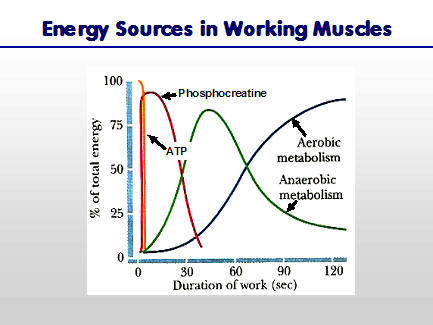 Energy Sources in Working Muscles
100
Phosphocreatine
75
ATP
Aerobic
metabolism
50
Anaerobic
metabolism
25
0
% of total energy
0 30 60 90 120
Duration of work (sec)